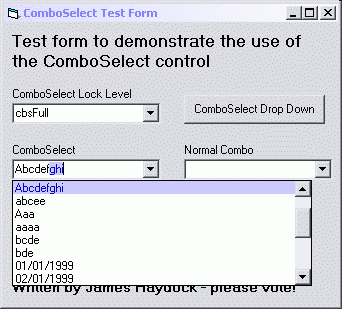 ComboSelect Test Form
Test form to demonstrate the use of
the ComboSelect control
ComboSelect Lock Level
cbsFull
ComboSelect Drop Down
ComboSelect
Normal Combo
Abcdefghi
Abcdefghi
abcee
Aaa
aaaa
bcde
bde
01/01/1999
02/01/1999
Written by James Haydock - please vote!